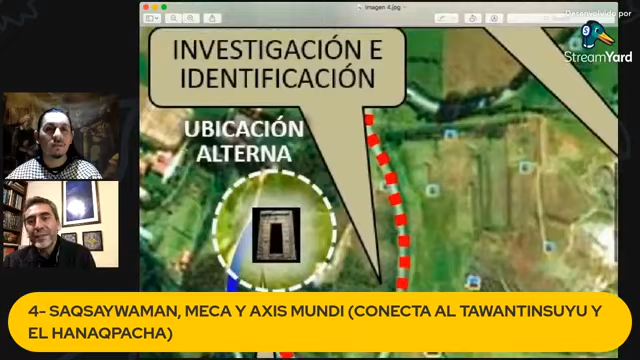 Imagen 4.jpg
Desenvolvido por
StreamYard
INVESTIGACIÓN E
IDENTIFICACIÓN
UBICACIÓN
ALTERNA
4- SAQSAYWAMAN, MECA Y AXIS MUNDI (CONECTA AL TAWANTINSUYU Y
EL HANAQPACHA)